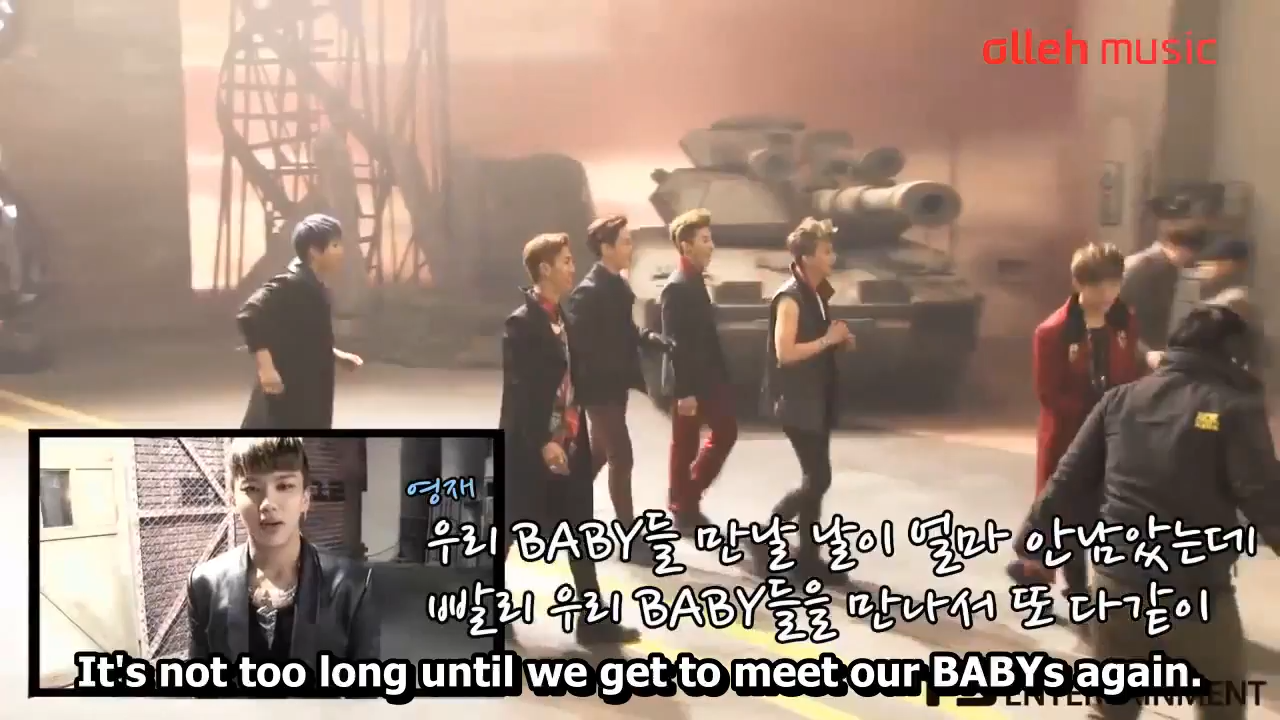 olleh music
영재
우리 BABY들 만날 날이 얼마 안남았는데
빨리 우리 BABY들을 만나서 또 다같이
It's not too long until we get to meet our BABYs again.
TS ENTERTAINMENT